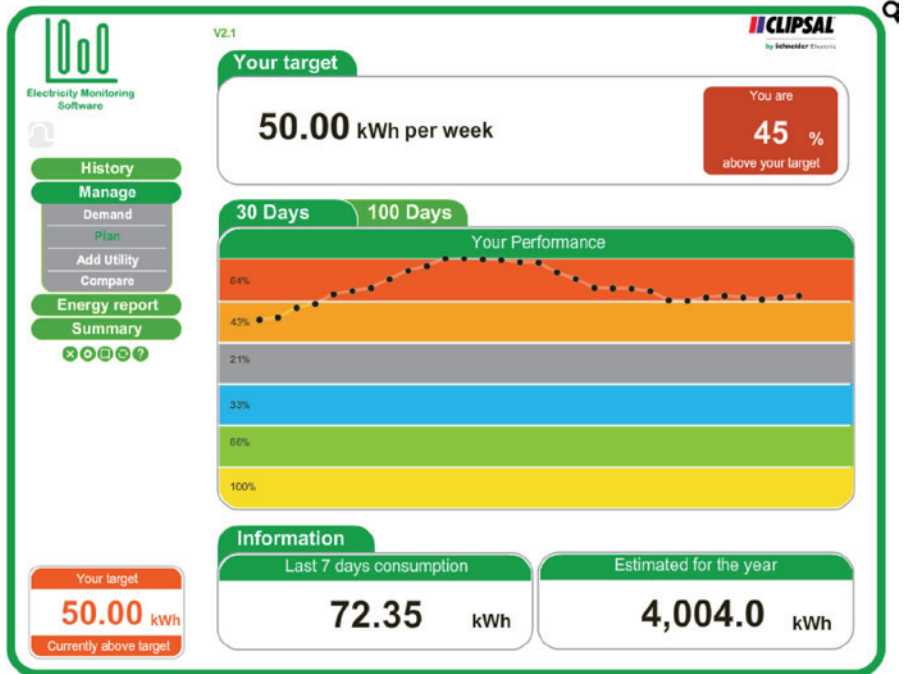 V2.1
CLIPSAL
by Schneider Electric
Electricity Monitoring
Software
History
Manage
Demand
Plan
Add Utility
Compare
Energy report
Summary
Your target
50.00 kWh
Currently above target
Your target
50.00 kWh per week
You are
45 %
above your target
30 Days
100 Days
Your Performance
64%
43%
21%
33%
66%
100%
Information
Last 7 days consumption
72.35 kWh
Estimated for the year
4,004.0 kWh